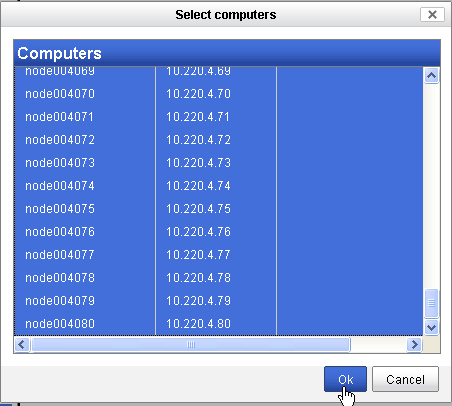 Select computers
Computers
node004069 10.220.4.69
node004070 10.220.4.70
node004071 10.220.4.71
node004072 10.220.4.72
node004073 10.220.4.73
node004074 10.220.4.74
node004075 10.220.4.75
node004076 10.220.4.76
node004077 10.220.4.77
node004078 10.220.4.78
node004079 10.220.4.79
node004080 10.220.4.80
Ok Cancel